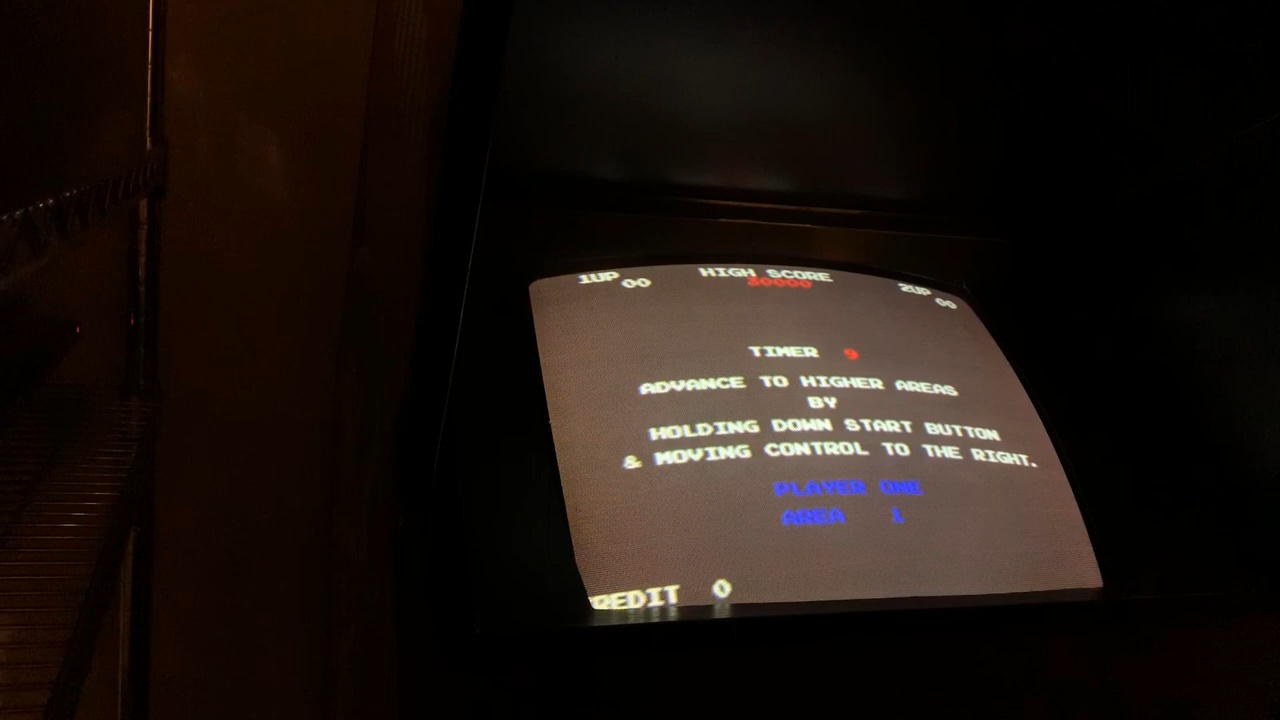 1UP HIGH SCORE 2UP
00 30000 00
TIMER 9
ADVANCE TO HIGHER AREAS
BY
HOLDING DOWN START BUTTON
& MOVING CONTROL TO THE RIGHT.
PLAYER ONE
AREA 1
REDIT 0